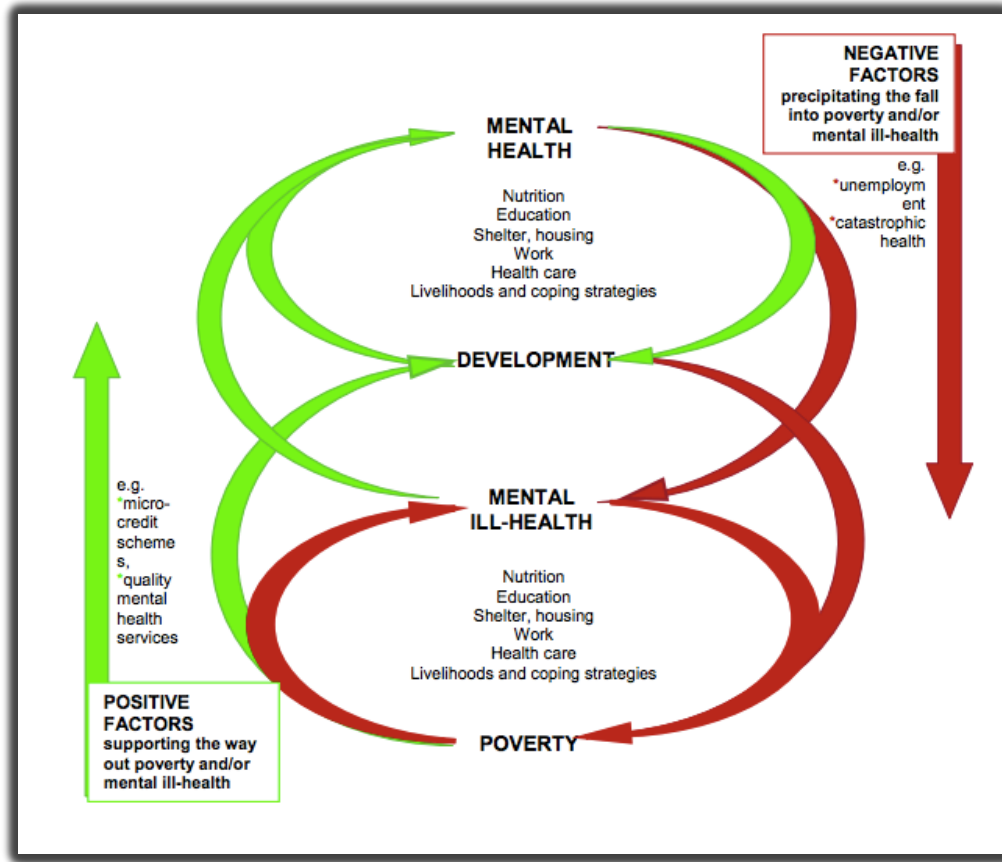 NEGATIVE
FACTORS
precipitating the fall
into poverty and/or
mental ill-health
e.g.
*unemploym
ent
*catastrophic
health
MENTAL
HEALTH
Nutrition
Education
Shelter, housing
Work
Health care
Livelihoods and coping strategies
DEVELOPMENT
MENTAL
ILL-HEALTH
Nutrition
Education
Shelter, housing
Work
Health care
Livelihoods and coping strategies
POVERTY
e.g.
*micro-
credit
scheme
s,
*quality
mental
health
services
POSITIVE
FACTORS
supporting the way
out poverty and/or
mental ill-health